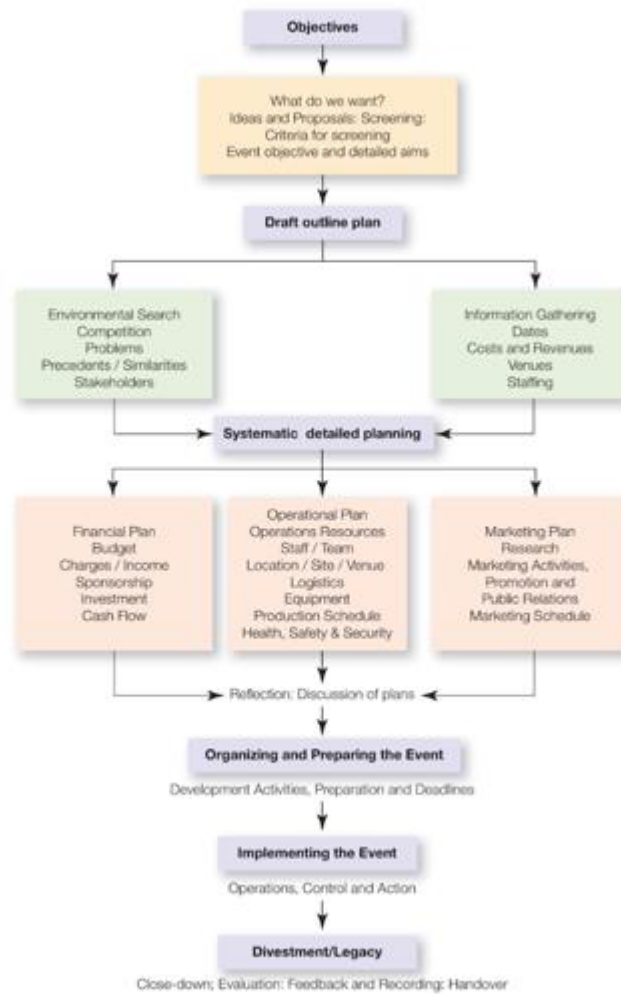 Objectives
What do we want?
Ideas and Proposals: Screening:
Criteria for screening
Event objective and detailed aims
Draft outline plan
Environmental Search
Competition
Problems
Precedents / Similarities
Stakeholders
Information Gathering
Dates
Costs and Revenues
Venues
Staffing
Systematic detailed planning
Financial Plan
Budget
Charges / Income
Sponsorship
Investment
Cash Flow
Operational Plan
Operations Resources
Staff / Team
Location / Site / Venue
Logistics
Equipment
Production Schedule
Health, Safety & Security
Marketing Plan
Research
Marketing Activities,
Promotion and
Public Relations
Marketing Schedule
Reflection: Discussion of plans
Organizing and Preparing the Event
Development Activities, Preparation and Deadlines
Implementing the Event
Operations, Control and Action
Divestment/Legacy
Close-down; Evaluation: Feedback and Recording: Handover